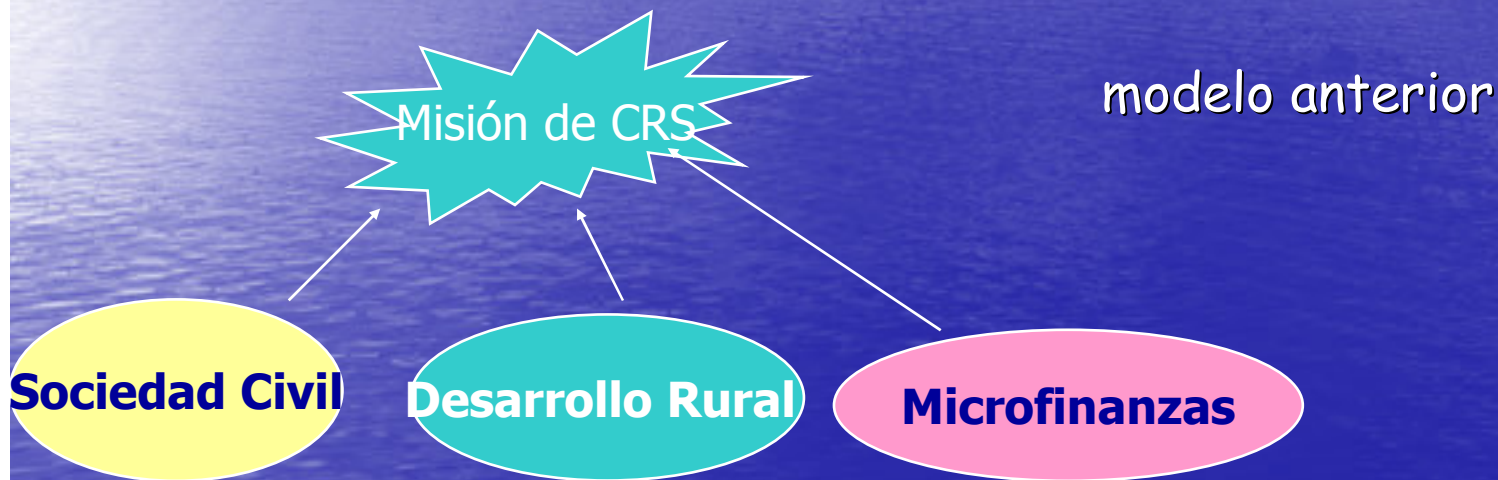 modelo anterior
Misión de CRS
Sociedad Civil
Desarrollo Rural
Microfinanzas